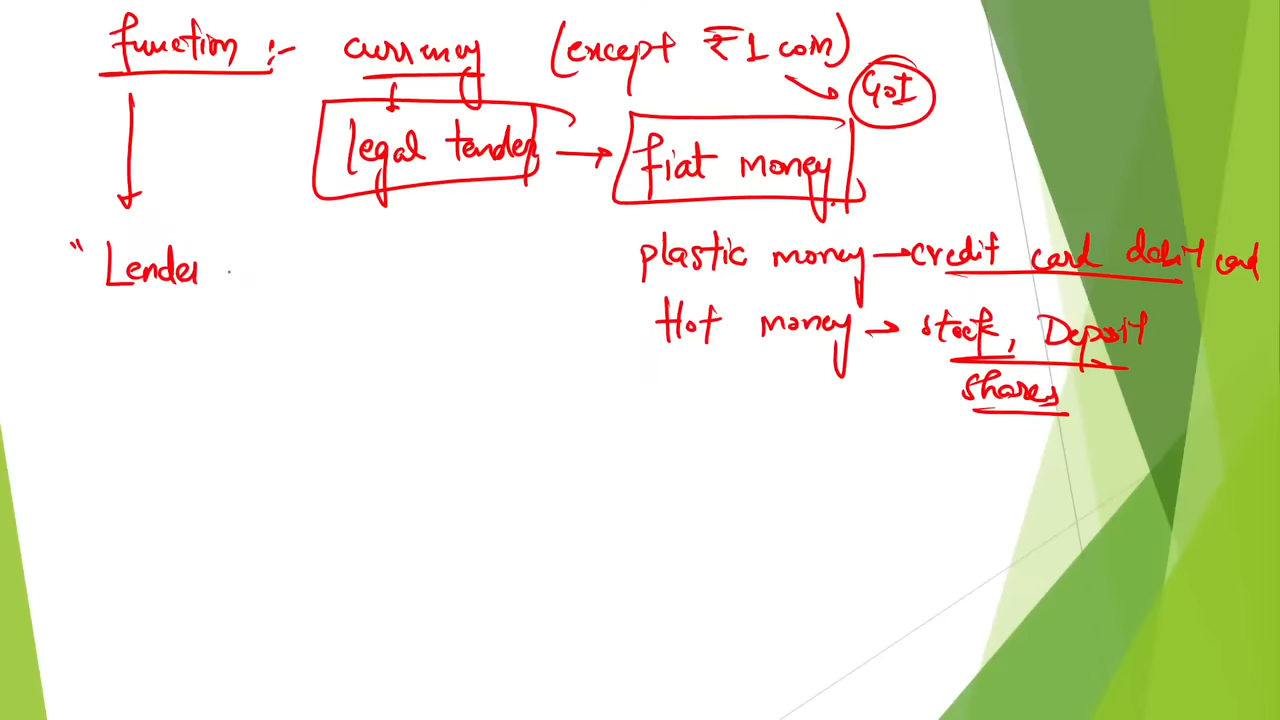 function :- currency (except ₹1 coin)
GOI
legal tender → fiat money
"Lender
plastic money → credit card debit card
Hot money → stock, Deposit
shares